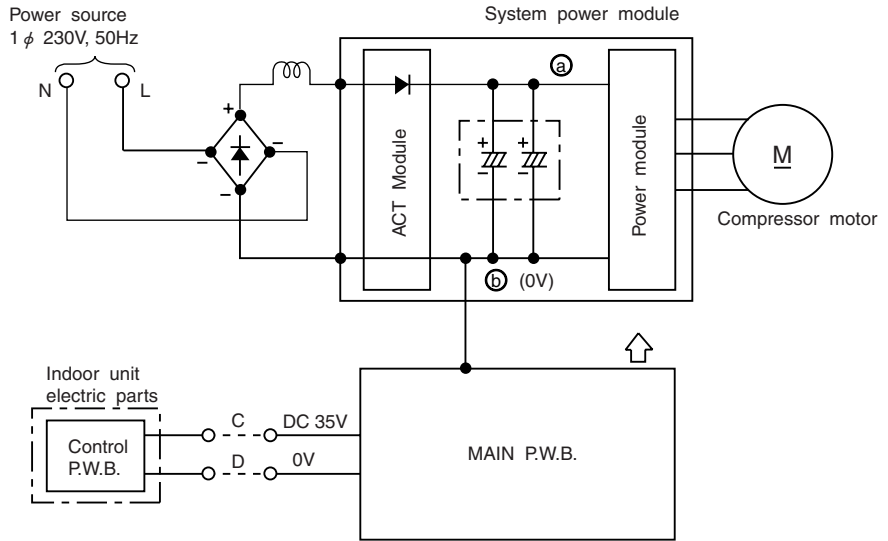 Power source
1 ϕ 230V, 50Hz
N
L
+
−
−
−
System power module
ACT Module
ⓐ
+
−
+
−
ⓑ (0V)
Power module
M
Compressor motor
Indoor unit
electric parts
Control
P.W.B.
C
DC 35V
D
0V
MAIN P.W.B.